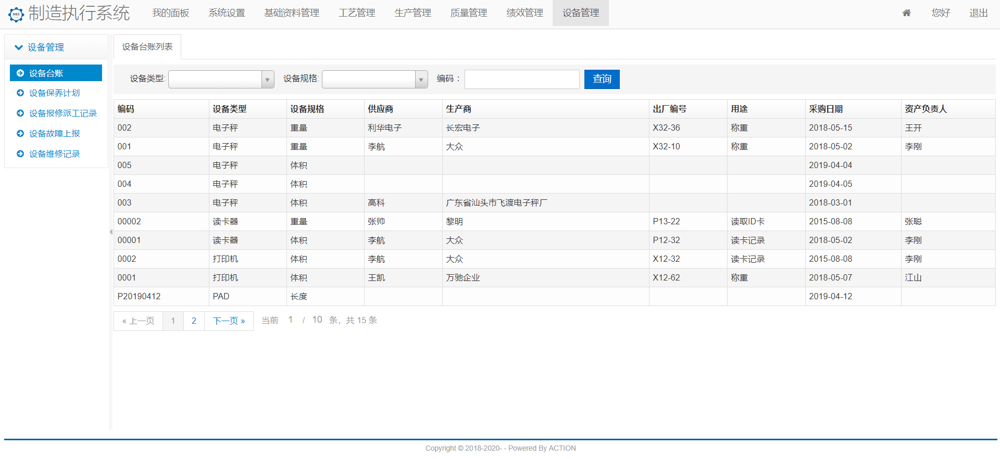 MES 制造执行系统 我的面板 系统设置 基础资料管理 工艺管理 生产管理 质量管理 绩效管理 设备管理 您好 退出
设备管理
设备台账
设备保养计划
设备报修派工记录
设备故障上报
设备维修记录
设备台账列表
设备类型: 设备规格: 编码： 查询
编码 设备类型 设备规格 供应商 生产商 出厂编号 用途 采购日期 资产负责人
002 电子秤 重量 利华电子 长宏电子 X32-36 称重 2018-05-15 王开
001 电子秤 重量 李航 大众 X32-10 称重 2018-05-02 李刚
005 电子秤 体积 2019-04-04
004 电子秤 体积 2019-04-05
003 电子秤 体积 高科 广东省汕头市飞渡电子秤厂 2018-03-01
00002 读卡器 重量 张帅 黎明 P13-22 读取ID卡 2015-08-08 张聪
00001 读卡器 体积 李航 大众 P12-32 读卡记录 2018-05-02 李刚
0002 打印机 体积 李航 大众 X12-32 读卡记录 2015-08-08 李刚
0001 打印机 体积 王凯 万驰企业 X12-62 称重 2018-05-07 江山
P20190412 PAD 长度 2019-04-12
« 上一页 1 2 下一页 » 当前 1 / 10 条，共 15 条
Copyright © 2018-2020- - Powered By ACTION